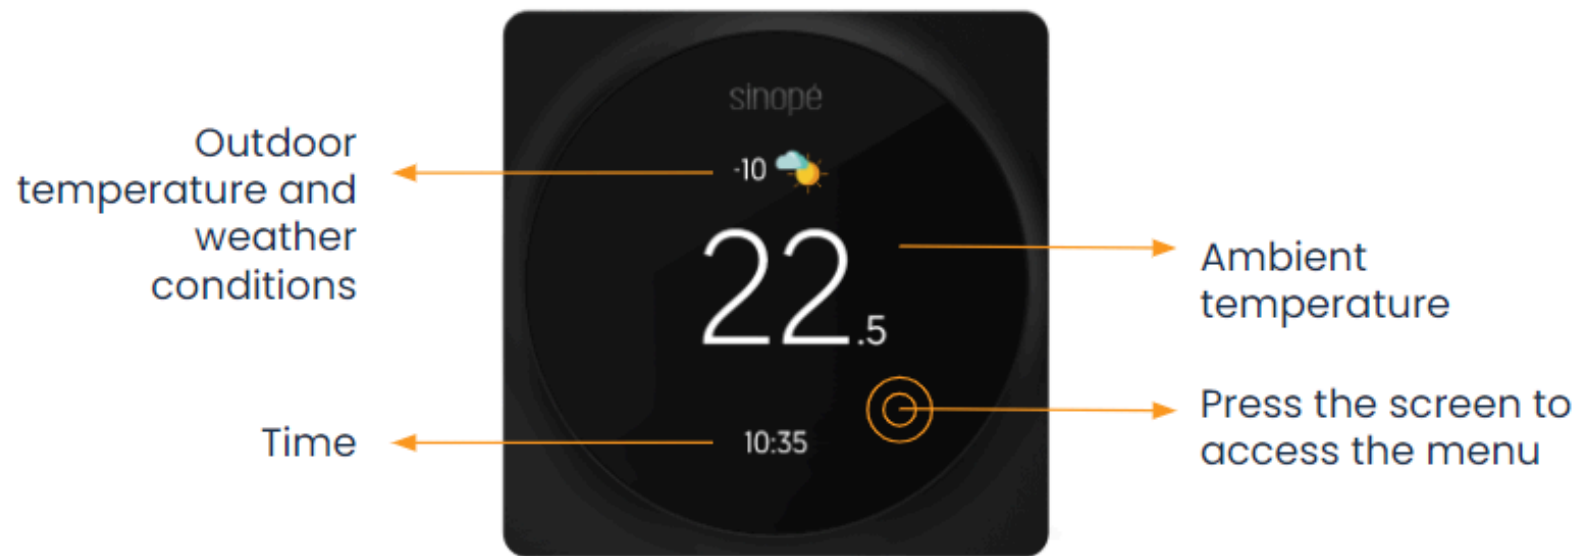 sinopé
Outdoor
temperature and
weather
conditions
-10
22.5
Ambient
temperature
Press the screen to
access the menu
Time
10:35